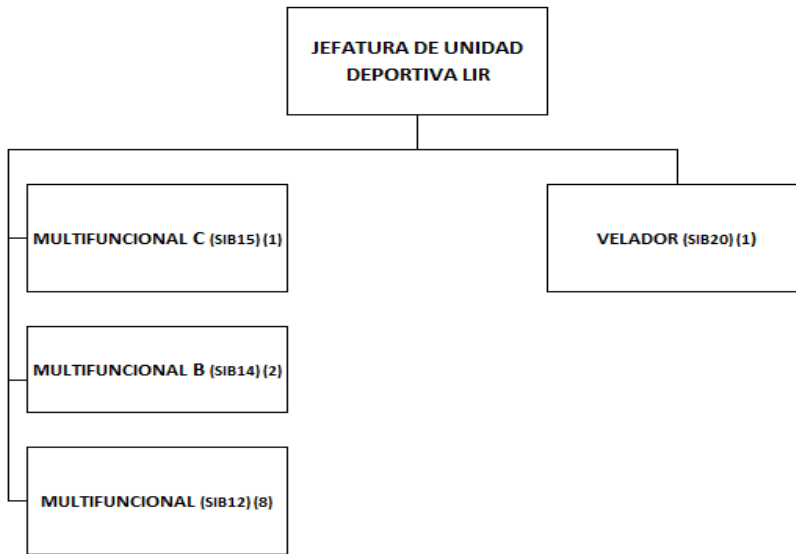 JEFATURA DE UNIDAD
DEPORTIVA LIR
MULTIFUNCIONAL C (SIB15) (1)
VELADOR (SIB20) (1)
MULTIFUNCIONAL B (SIB14) (2)
MULTIFUNCIONAL (SIB12) (8)